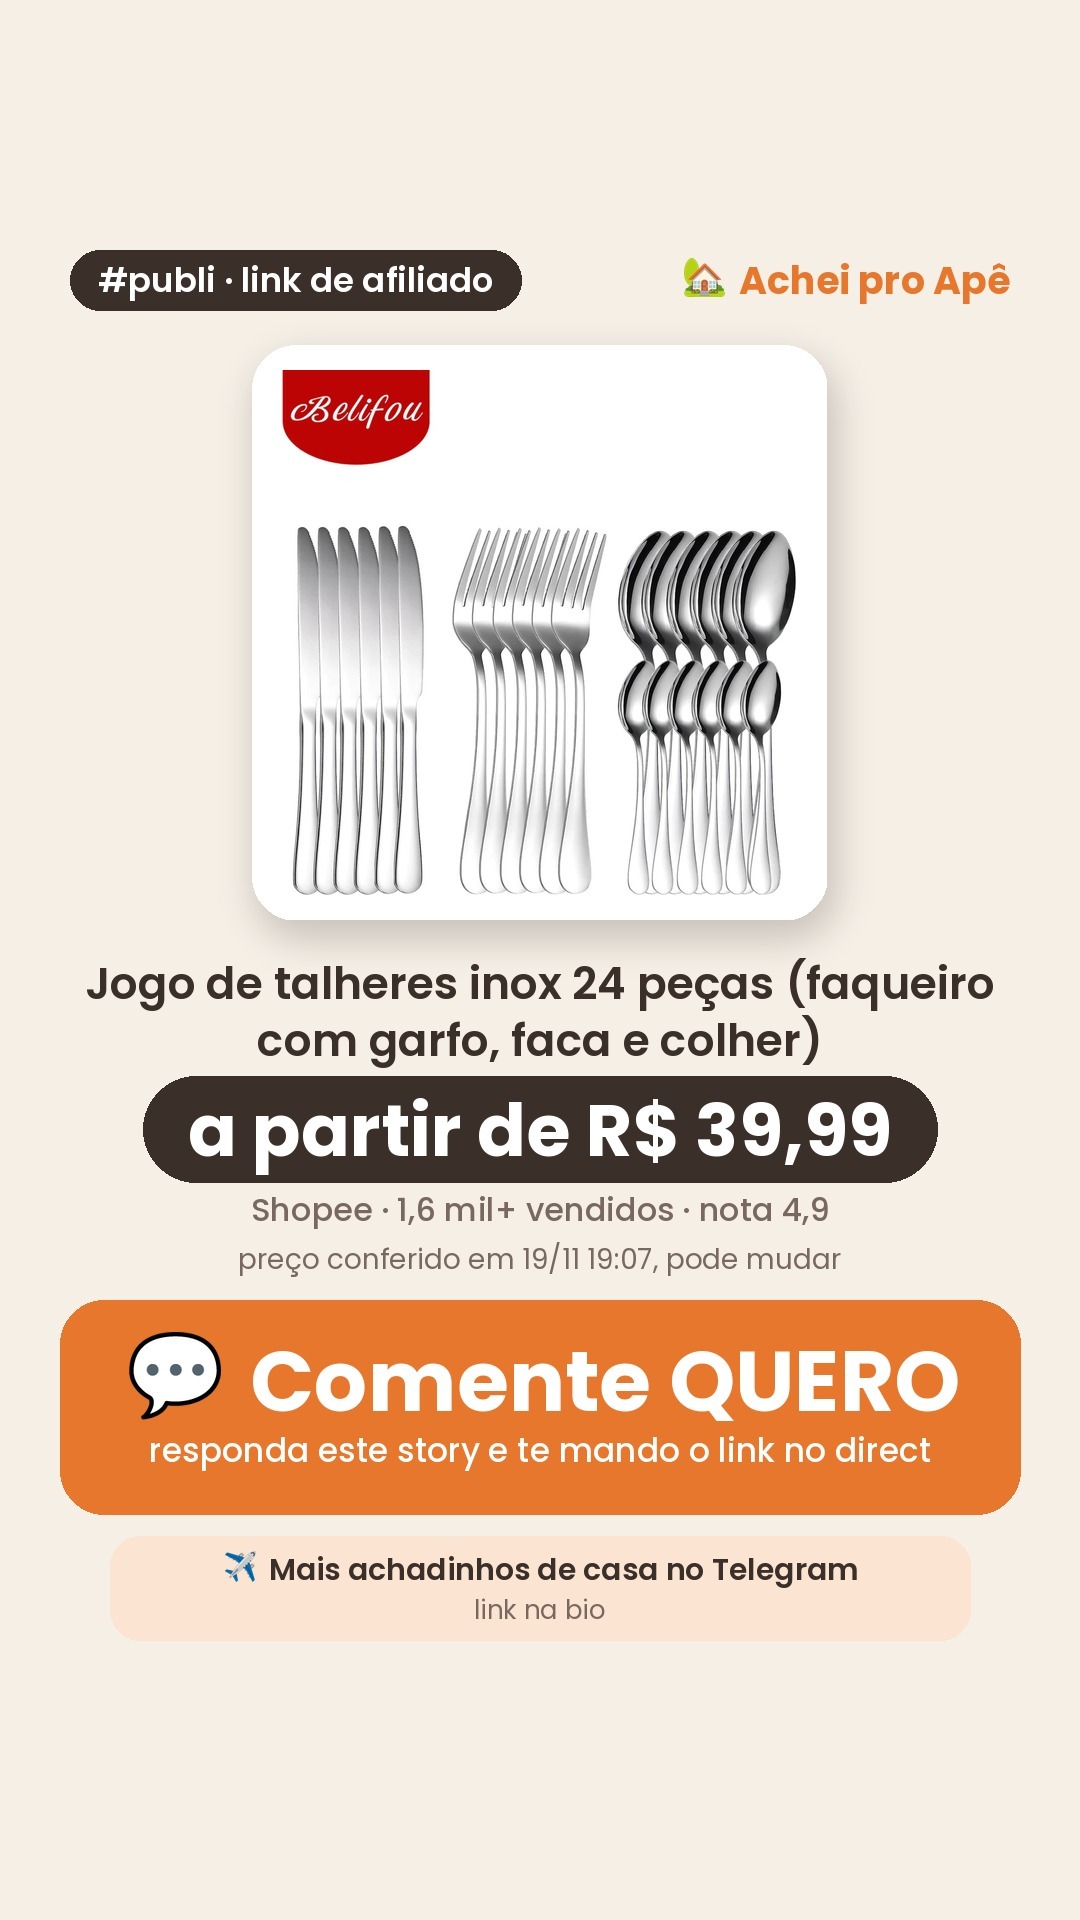 #publi · link de afiliado
🏡 Achei pro Apê
Belifou
Jogo de talheres inox 24 peças (faqueiro
com garfo, faca e colher)
a partir de R$ 39,99
Shopee · 1,6 mil+ vendidos · nota 4,9
preço conferido em 19/11 19:07, pode mudar
💬 Comente QUERO
responda este story e te mando o link no direct
✈️ Mais achadinhos de casa no Telegram
link na bio